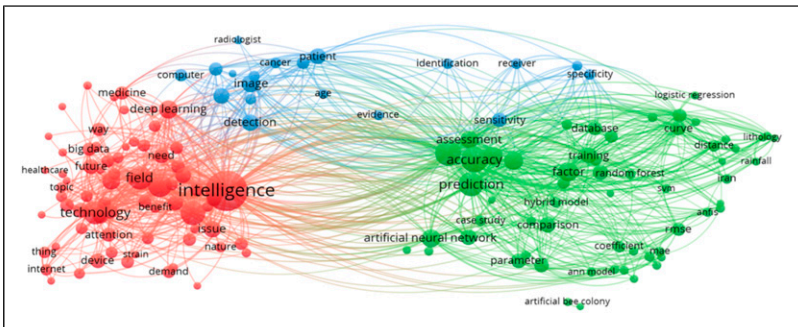 radiologist
patient
cancer
computer
image
age
medicine
deep learning
detection
evidence
identification
receiver
specificity
sensitivity
logistic regression
way
big data
future
need
healthcare
topic
field
intelligence
technology
benefit
attention
issue
nature
thing
internet
device
strain
demand
assessment
accuracy
prediction
database
training
factor
random forest
curve
distance
lithology
rainfall
iran
svm
hybrid model
anfis
case study
comparison
artificial neural network
rmse
coefficient
mae
parameter
ann model
artificial bee colony